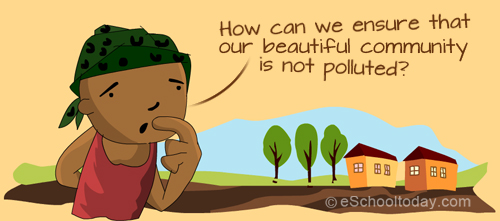 How can we ensure that
our beautiful community
is not polluted?
© eSchooltoday.com